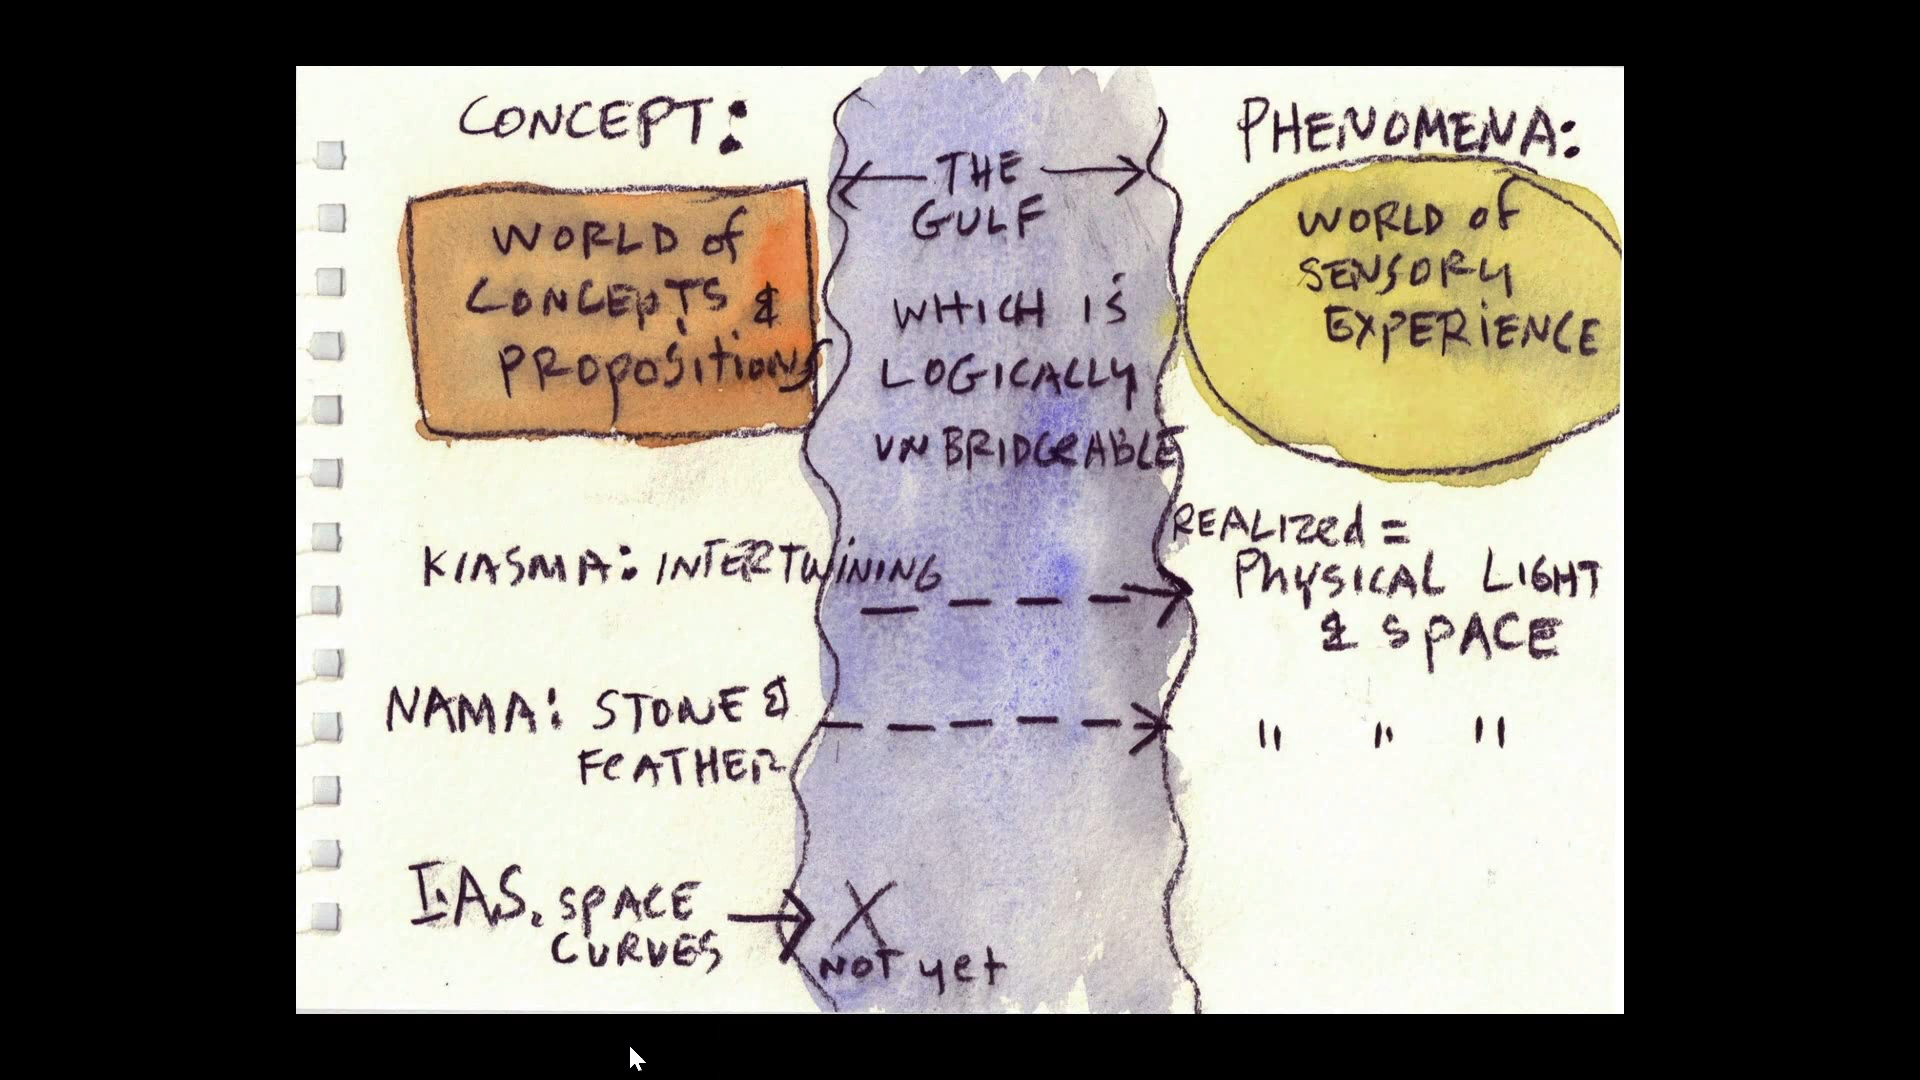 CONCEPT:
WORLD of
CONCEPTS &
PROPOSITIONS
THE
GULF
WHICH IS
LOGICALLY
UNBRIDGEABLE
PHENOMENA:
WORLD of
SENSORY
EXPERIENCE
KIASMA: INTERTWINING
REALIZED =
PHYSICAL LIGHT
& SPACE
NAMA: STONE &
FEATHER
" " "
I.A.S. SPACE
CURVES
X
NOT yet